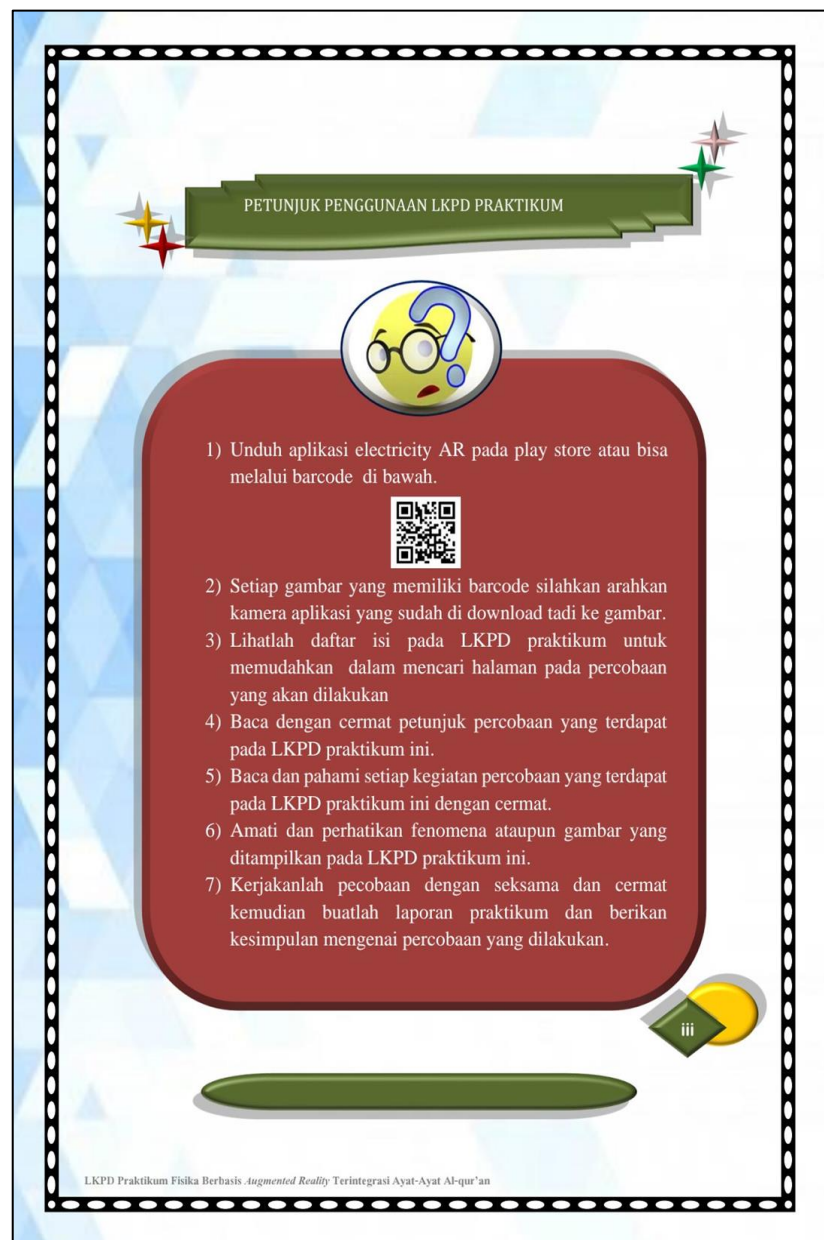 PETUNJUK PENGGUNAAN LKPD PRAKTIKUM
?
1) Unduh aplikasi electricity AR pada play store atau bisa
melalui barcode di bawah.
2) Setiap gambar yang memiliki barcode silahkan arahkan
kamera aplikasi yang sudah di download tadi ke gambar.
3) Lihatlah daftar isi pada LKPD praktikum untuk
memudahkan dalam mencari halaman pada percobaan
yang akan dilakukan
4) Baca dengan cermat petunjuk percobaan yang terdapat
pada LKPD praktikum ini.
5) Baca dan pahami setiap kegiatan percobaan yang terdapat
pada LKPD praktikum ini dengan cermat.
6) Amati dan perhatikan fenomena ataupun gambar yang
ditampilkan pada LKPD praktikum ini.
7) Kerjakanlah pecobaan dengan seksama dan cermat
kemudian buatlah laporan praktikum dan berikan
kesimpulan mengenai percobaan yang dilakukan.
iii
LKPD Praktikum Fisika Berbasis Augmented Reality Terintegrasi Ayat-Ayat Al-qur'an